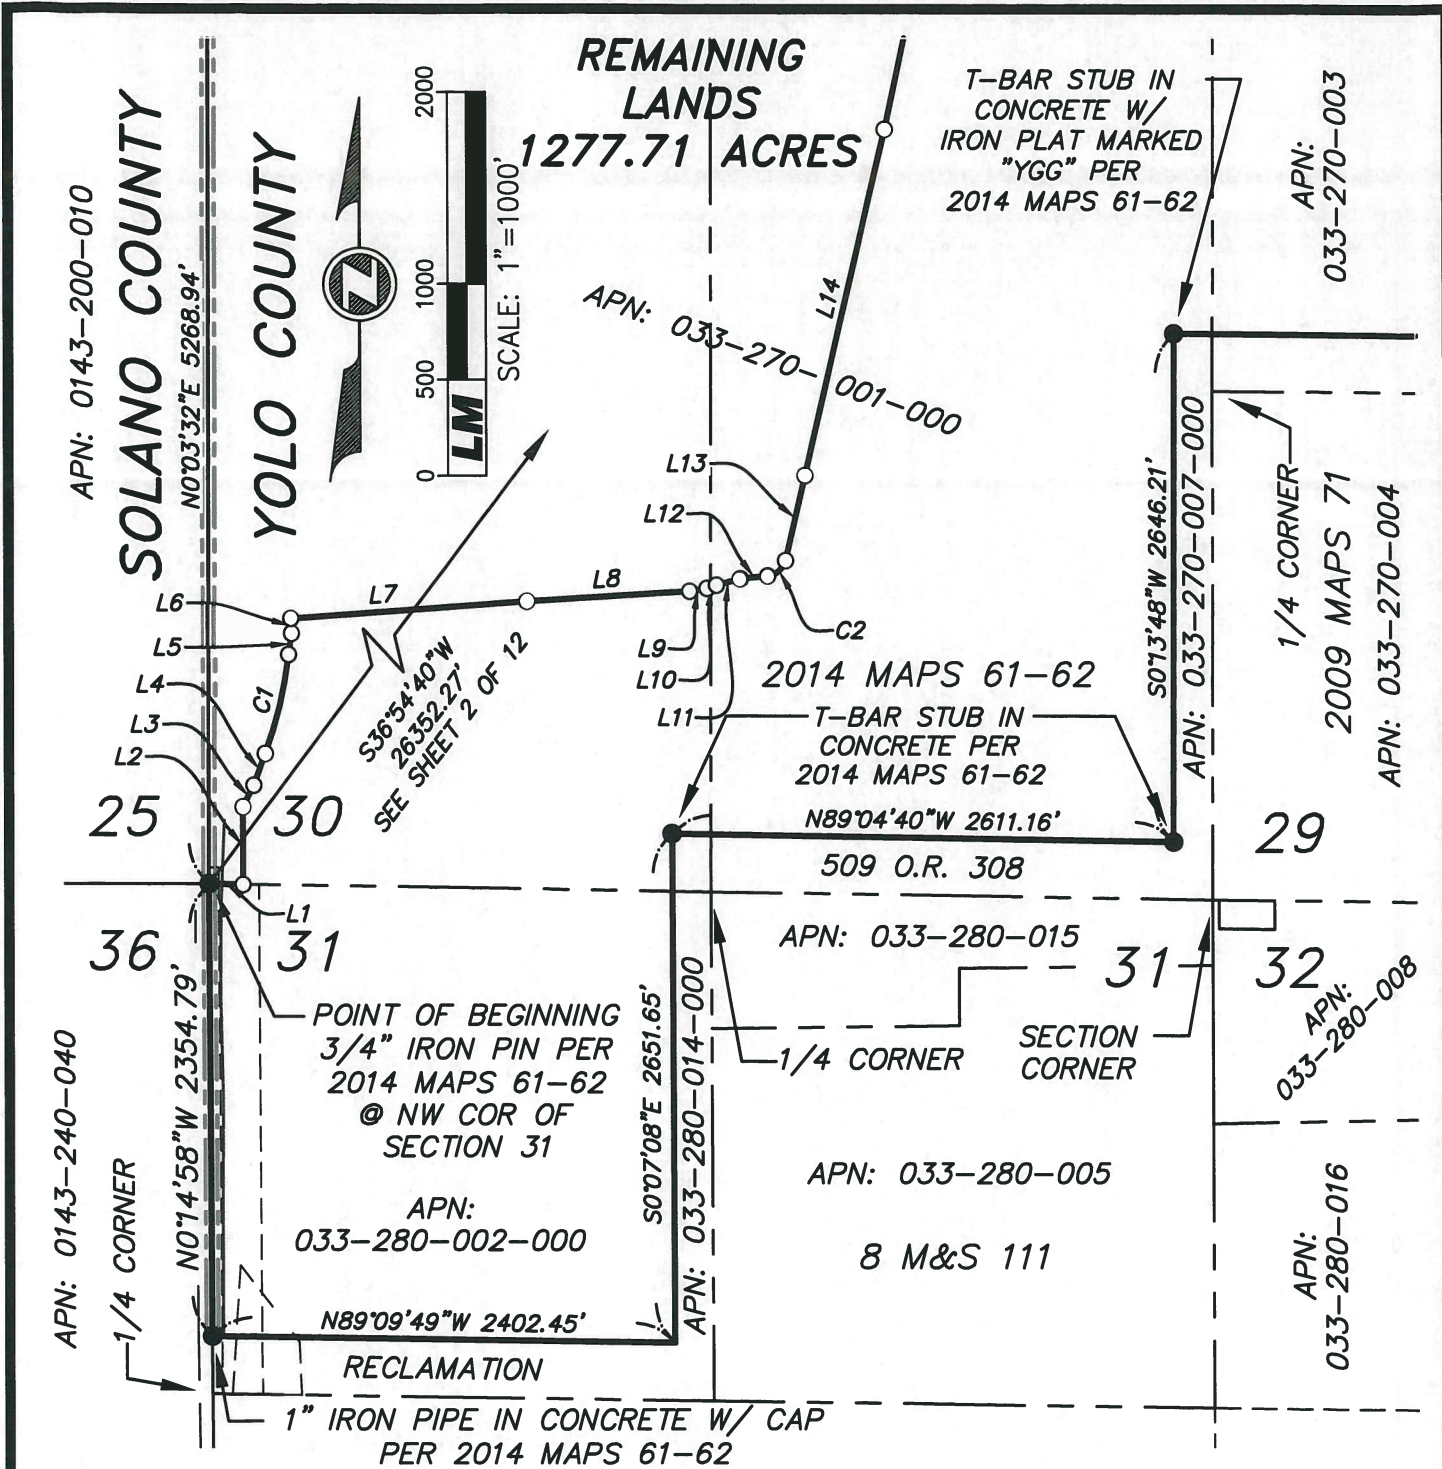 REMAINING
LANDS
1277.71 ACRES
T-BAR STUB IN
CONCRETE W/
IRON PLAT MARKED
"YGG" PER
2014 MAPS 61-62
APN:
033-270-003
APN: 0143-200-010
SOLANO COUNTY
N0°03'32"E 5268.94'
YOLO COUNTY
Z
0
500
1000
2000
LM
SCALE: 1"=1000'
APN: 033-270-001-000
L14
L13
L12
L6
L7
L8
L5
L9
C2
L4
C1
L10
L3
L11
L2
S36°54'40"W
26352.27'
SEE SHEET 2 OF 12
2014 MAPS 61-62
T-BAR STUB IN
CONCRETE PER
2014 MAPS 61-62
S0°13'48"W 2646.21'
APN: 033-270-007-000
1/4 CORNER
2009 MAPS 71
APN: 033-270-004
25
30
N89°04'40"W 2611.16'
29
509 O.R. 308
L1
36
31
APN: 033-280-015
31
32
APN:
033-280-008
POINT OF BEGINNING
3/4" IRON PIN PER
2014 MAPS 61-62
@ NW COR OF
SECTION 31
1/4 CORNER
SECTION
CORNER
APN: 0143-240-040
1/4 CORNER
N0°14'58"W 2354.79'
S0°07'08"E 2651.65'
APN: 033-280-014-000
APN:
033-280-002-000
APN: 033-280-005
8 M&S 111
APN:
033-280-016
N89°09'49"W 2402.45'
RECLAMATION
1" IRON PIPE IN CONCRETE W/ CAP
PER 2014 MAPS 61-62